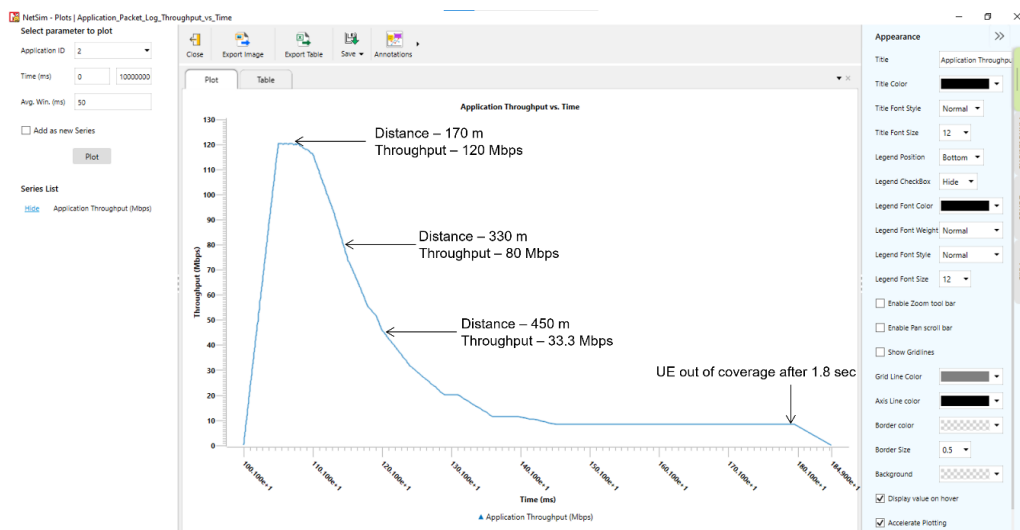 NetSim - Plots | Application_Packet_Log_Throughput_vs_Time
Select parameter to plot
Application ID
2
Time (ms)
0
10000000
Avg. Win. (ms)
50
Add as new Series
Plot
Series List
Hide
Application Throughput (Mbps)
Close
Export Image
Export Table
Save
Annotations
Plot
Table
Application Throughput vs. Time
Distance – 170 m
Throughput – 120 Mbps
Distance – 330 m
Throughput – 80 Mbps
Distance – 450 m
Throughput – 33.3 Mbps
UE out of coverage after 1.8 sec
Throughput (Mbps)
130
120
110
100
90
80
70
60
50
40
30
20
10
0
100.100e+1
110.100e+1
120.100e+1
130.100e+1
140.100e+1
150.100e+1
160.100e+1
170.100e+1
180.100e+1
184.900e+1
Time (ms)
Application Throughput (Mbps)
Appearance
Title
Application Throughpu
Title Color
Title Font Style
Normal
Title Font Size
12
Legend Position
Bottom
Legend CheckBox
Hide
Legend Font Color
Legend Font Weight
Normal
Legend Font Style
Normal
Legend Font Size
12
Enable Zoom tool bar
Enable Pan scroll bar
Show Gridlines
Grid Line Color
Axis Line color
Border color
Border Size
0.5
Background
Display value on hover
Accelerate Plotting